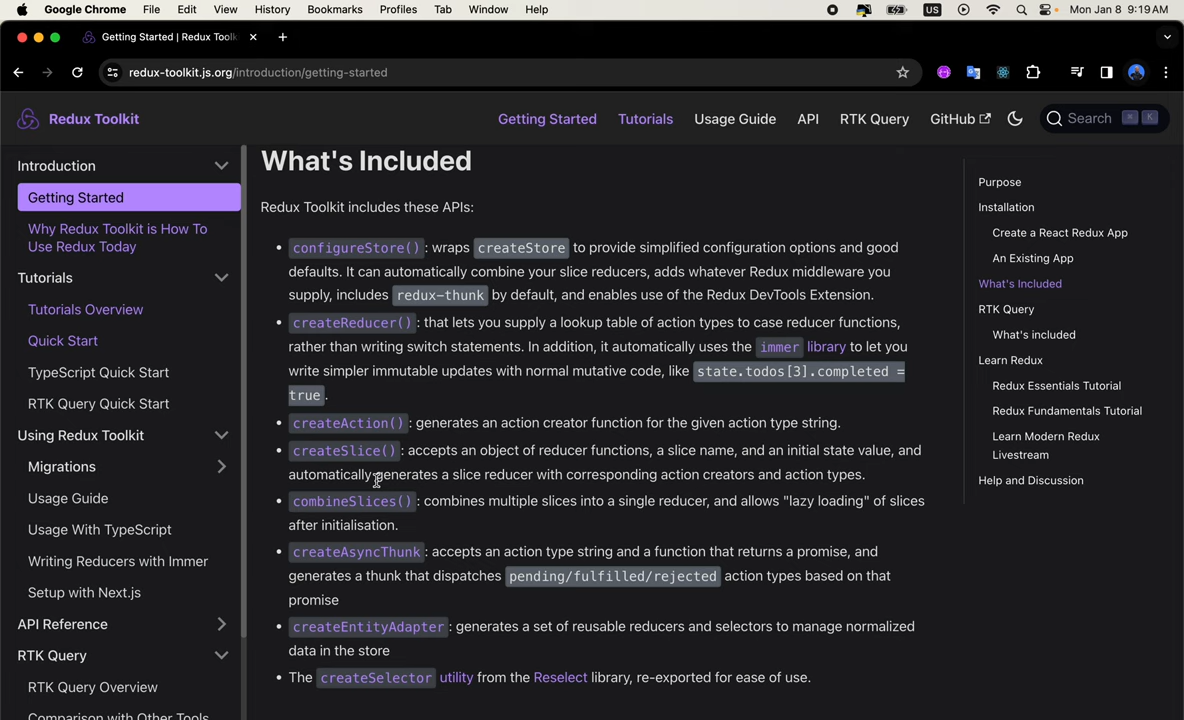 Google Chrome File Edit View History Bookmarks Profiles Tab Window Help US Mon Jan 8 9:19 AM
Getting Started | Redux Toolk
redux-toolkit.js.org/introduction/getting-started
Redux Toolkit Getting Started Tutorials Usage Guide API RTK Query GitHub Search ⌘ K
Introduction
Getting Started
Why Redux Toolkit is How To
Use Redux Today
Tutorials
Tutorials Overview
Quick Start
TypeScript Quick Start
RTK Query Quick Start
Using Redux Toolkit
Migrations
Usage Guide
Usage With TypeScript
Writing Reducers with Immer
Setup with Next.js
API Reference
RTK Query
RTK Query Overview
Comparison with Other Tools
What's Included
Redux Toolkit includes these APIs:
• configureStore() : wraps createStore to provide simplified configuration options and good
defaults. It can automatically combine your slice reducers, adds whatever Redux middleware you
supply, includes redux-thunk by default, and enables use of the Redux DevTools Extension.
• createReducer() : that lets you supply a lookup table of action types to case reducer functions,
rather than writing switch statements. In addition, it automatically uses the immer library to let you
write simpler immutable updates with normal mutative code, like state.todos[3].completed =
true .
• createAction() : generates an action creator function for the given action type string.
• createSlice() : accepts an object of reducer functions, a slice name, and an initial state value, and
automatically generates a slice reducer with corresponding action creators and action types.
• combineSlices() : combines multiple slices into a single reducer, and allows "lazy loading" of slices
after initialisation.
• createAsyncThunk : accepts an action type string and a function that returns a promise, and
generates a thunk that dispatches pending/fulfilled/rejected action types based on that
promise
• createEntityAdapter : generates a set of reusable reducers and selectors to manage normalized
data in the store
• The createSelector utility from the Reselect library, re-exported for ease of use.
Purpose
Installation
Create a React Redux App
An Existing App
What's Included
RTK Query
What's included
Learn Redux
Redux Essentials Tutorial
Redux Fundamentals Tutorial
Learn Modern Redux
Livestream
Help and Discussion